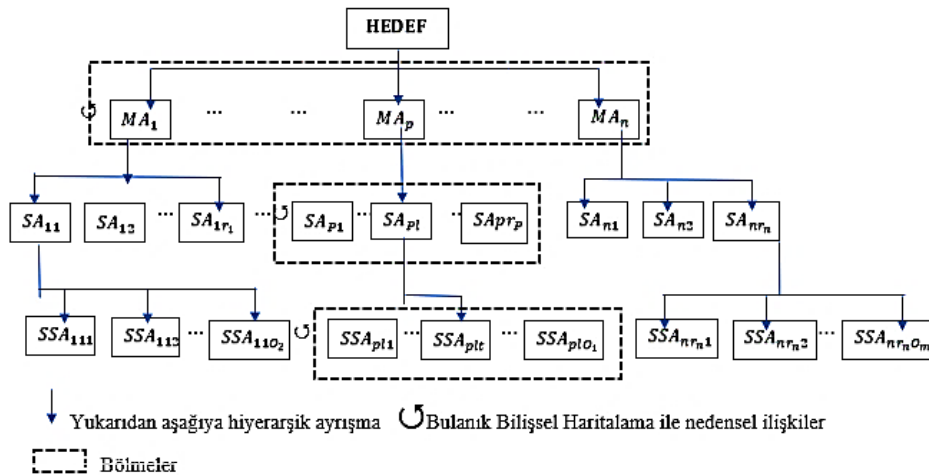 HEDEF
MA₁ ... ... MAₚ ... ... MAₙ
SA₁₁ SA₁₂ ... SA₁ᵣ₁ ... SAₚ₁ ... SAₚₗ ... SAprₚ SAₙ₁ SAₙ₂ ... SAₙᵣₙ
SSA₁₁₁ SSA₁₁₂ ... SSA₁₁ₒ₂ SSAₚₗ₁ ... SSAₚₗₜ ... SSAₚₗₒ₁ SSAₙᵣₙ₁ SSAₙᵣₙ₂ ... SSAₙᵣₙₒₘ
Yukarıdan aşağıya hiyerarşik ayrışma Bulanık Bilişsel Haritalama ile nedensel ilişkiler
Bölmeler